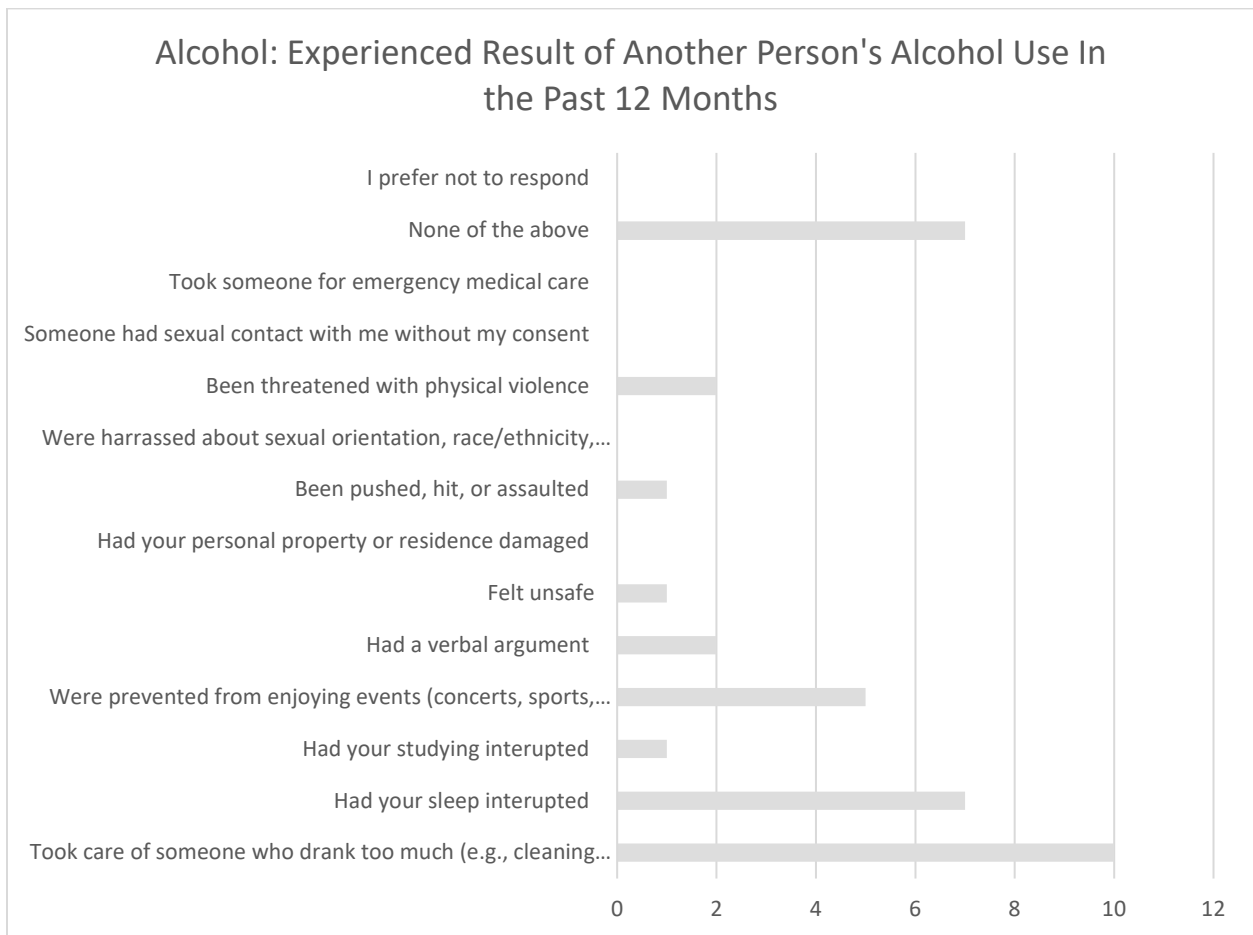 Alcohol: Experienced Result of Another Person's Alcohol Use In
the Past 12 Months
I prefer not to respond
None of the above
Took someone for emergency medical care
Someone had sexual contact with me without my consent
Been threatened with physical violence
Were harrassed about sexual orientation, race/ethnicity,...
Been pushed, hit, or assaulted
Had your personal property or residence damaged
Felt unsafe
Had a verbal argument
Were prevented from enjoying events (concerts, sports,...
Had your studying interupted
Had your sleep interupted
Took care of someone who drank too much (e.g., cleaning...
0 2 4 6 8 10 12